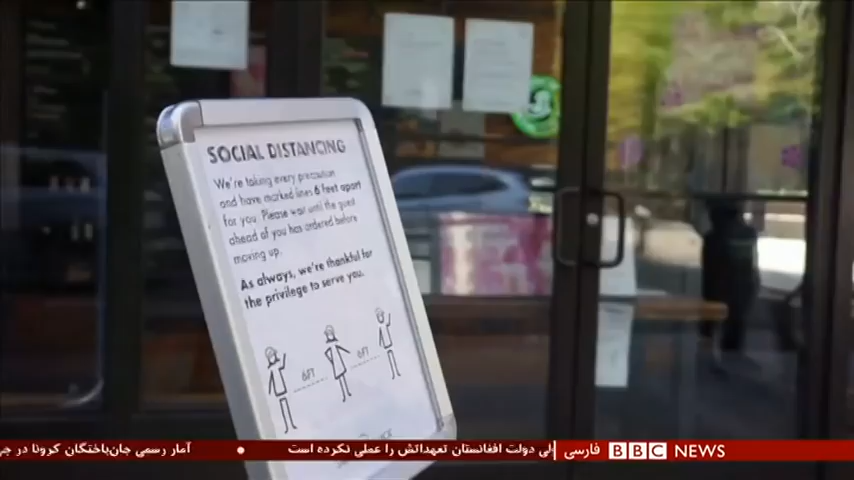 SOCIAL DISTANCING
We're taking every precaution
and have marked lines 6 feet apart
for you. Please wait until the guest
ahead of you has ordered before
moving up.
As always, we're thankful for
the privilege to serve you.
6FT
6FT
لی دولت افغانستان تعهداتش را عملی نکرده است • آمار رسمی جان‌باختگان کرونا در
BBC NEWS فارسی